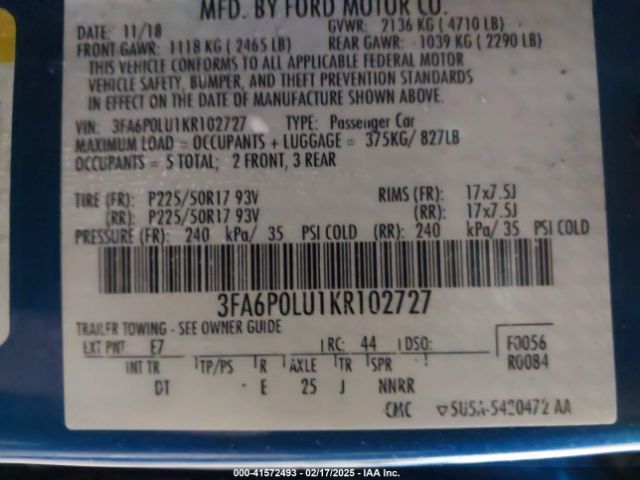 MFD. BY FORD MOTOR CO.
DATE: 11/18 GVWR: 2136 KG ( 4710 LB)
FRONT GAWR: 1118 KG ( 2465 LB) REAR GAWR: 1039 KG ( 2290 LB)
THIS VEHICLE CONFORMS TO ALL APPLICABLE FEDERAL MOTOR
VEHICLE SAFETY, BUMPER, AND THEFT PREVENTION STANDARDS
IN EFFECT ON THE DATE OF MANUFACTURE SHOWN ABOVE.
VIN: 3FA6P0LU1KR102727 TYPE: Passenger Car
MAXIMUM LOAD = OCCUPANTS + LUGGAGE = 375KG/ 827LB
OCCUPANTS = 5 TOTAL; 2 FRONT, 3 REAR
TIRE (FR): P225/50R17 93V RIMS (FR): 17x7.5J
(RR): P225/50R17 93V (RR): 17x7.5J
PRESSURE (FR): 240 kPa/ 35 PSI COLD (RR): 240 kPa/ 35 PSI COLD
3FA6P0LU1KR102727
TRAILER TOWING - SEE OWNER GUIDE
EXT PNT: E7 RC: 44 DSO: F0056
INT TR TP/PS R AXLE TR SPR R0084
DT E 25 J NNRR
CMC 5U5A-5420472 AA
000-41572493 - 02/17/2025 - IAA Inc.